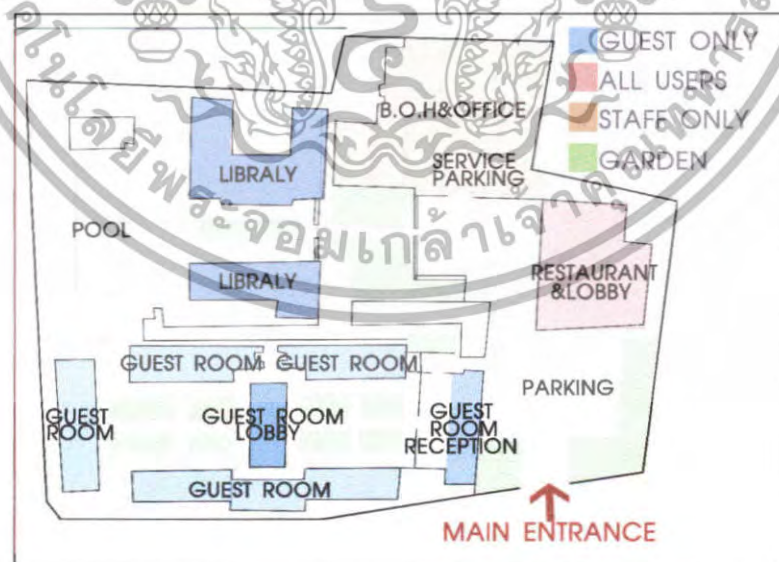 GUEST ONLY
ALL USERS
STAFF ONLY
GARDEN
B.O.H&OFFICE
SERVICE
PARKING
LIBRALY
POOL
LIBRALY
RESTAURANT
&LOBBY
GUEST ROOM
GUEST ROOM
PARKING
GUEST
ROOM
GUEST ROOM
LOBBY
GUEST
ROOM
RECEPTION
GUEST ROOM
MAIN ENTRANCE